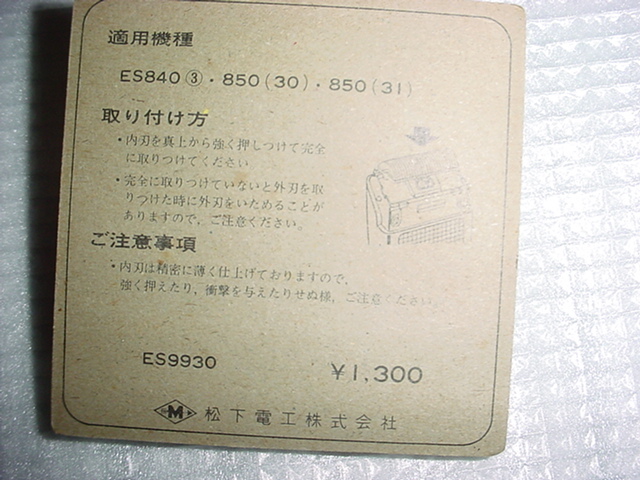 適用機種
ES840③・850(30)・850(31)
取り付け方
・内刃を真上から強く押しつけて完全
に取りつけてください
・完全に取りつけていないと外刃を取
りつけた時に外刃をいためることが
ありますので、ご注意ください。
ご注意事項
・内刃は精密に薄く仕上げておりますので、
強く押えたり、衝撃を与えたりせぬ様、ご注意ください。
ES9930
¥1,300
M 松下電工株式会社